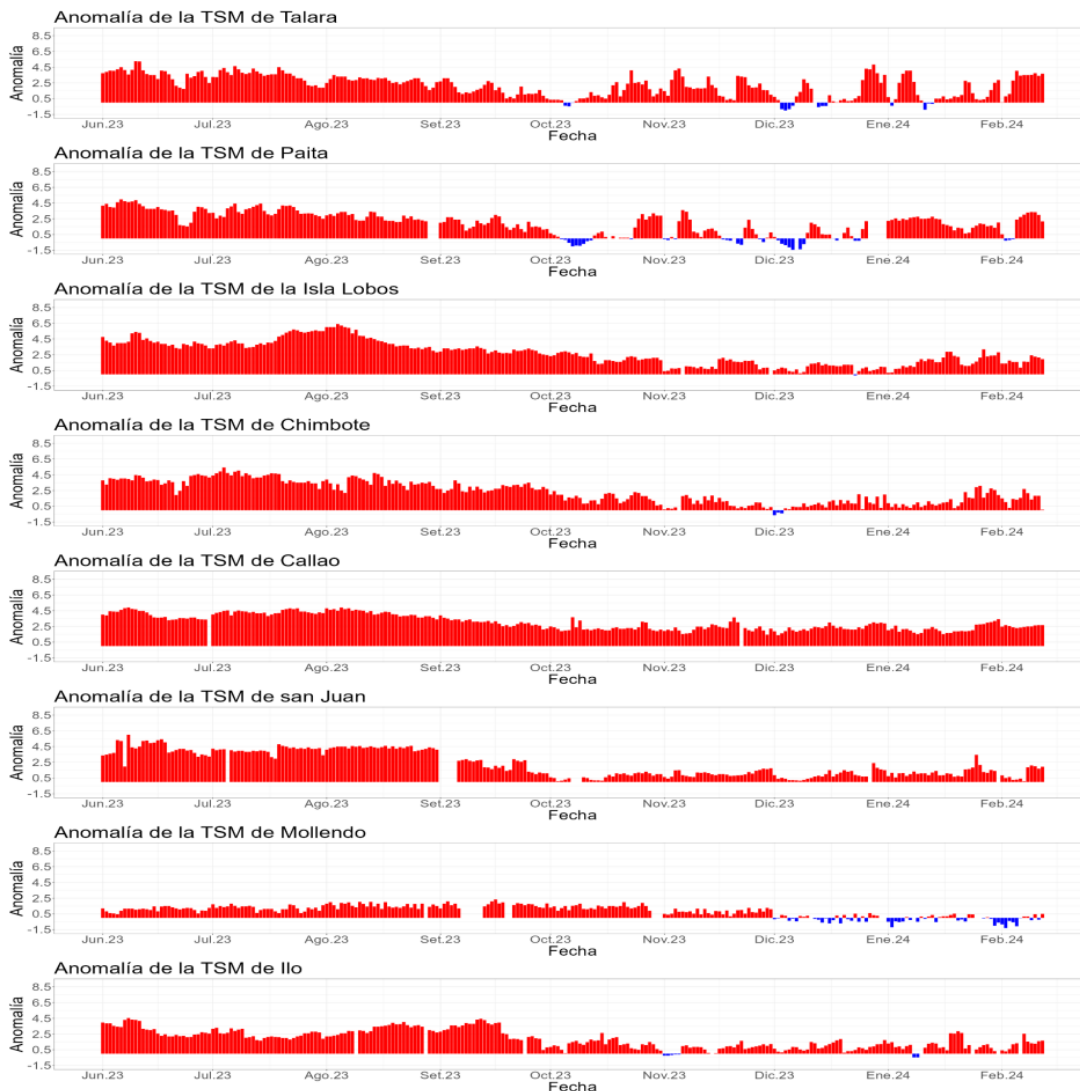 Anomalía de la TSM de Talara
Anomalía
8.5
6.5
4.5
2.5
0.5
-1.5
Jun.23 Jul.23 Ago.23 Set.23 Oct.23 Nov.23 Dic.23 Ene.24 Feb.24
Fecha
Anomalía de la TSM de Paita
Anomalía
8.5
6.5
4.5
2.5
0.5
-1.5
Jun.23 Jul.23 Ago.23 Set.23 Oct.23 Nov.23 Dic.23 Ene.24 Feb.24
Fecha
Anomalía de la TSM de la Isla Lobos
Anomalía
8.5
6.5
4.5
2.5
0.5
-1.5
Jun.23 Jul.23 Ago.23 Set.23 Oct.23 Nov.23 Dic.23 Ene.24 Feb.24
Fecha
Anomalía de la TSM de Chimbote
Anomalía
8.5
6.5
4.5
2.5
0.5
-1.5
Jun.23 Jul.23 Ago.23 Set.23 Oct.23 Nov.23 Dic.23 Ene.24 Feb.24
Fecha
Anomalía de la TSM de Callao
Anomalía
8.5
6.5
4.5
2.5
0.5
-1.5
Jun.23 Jul.23 Ago.23 Set.23 Oct.23 Nov.23 Dic.23 Ene.24 Feb.24
Fecha
Anomalía de la TSM de san Juan
Anomalía
8.5
6.5
4.5
2.5
0.5
-1.5
Jun.23 Jul.23 Ago.23 Set.23 Oct.23 Nov.23 Dic.23 Ene.24 Feb.24
Fecha
Anomalía de la TSM de Mollendo
Anomalía
8.5
6.5
4.5
2.5
0.5
-1.5
Jun.23 Jul.23 Ago.23 Set.23 Oct.23 Nov.23 Dic.23 Ene.24 Feb.24
Fecha
Anomalía de la TSM de Ilo
Anomalía
8.5
6.5
4.5
2.5
0.5
-1.5
Jun.23 Jul.23 Ago.23 Set.23 Oct.23 Nov.23 Dic.23 Ene.24 Feb.24
Fecha